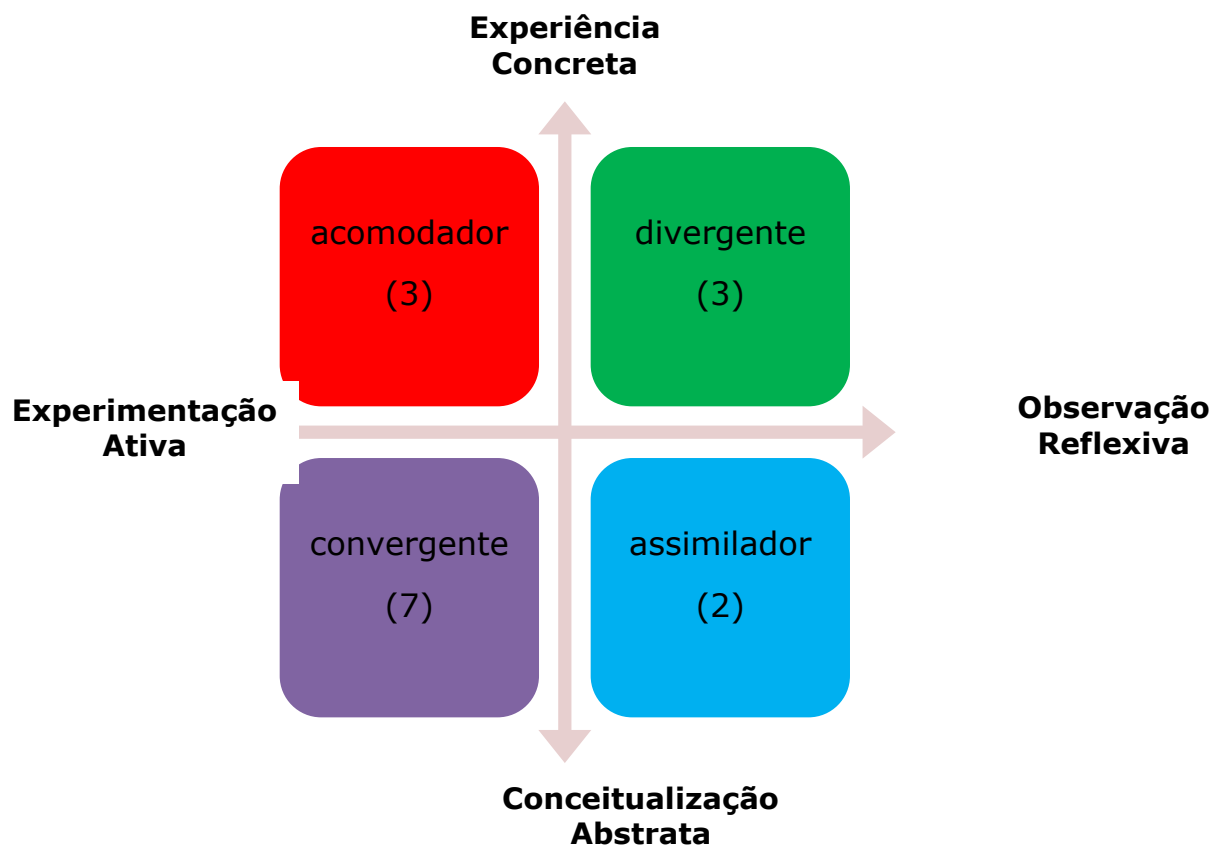 Experiência
Concreta
acomodador
(3)
divergente
(3)
Experimentação
Ativa
Observação
Reflexiva
convergente
(7)
assimilador
(2)
Conceitualização
Abstrata